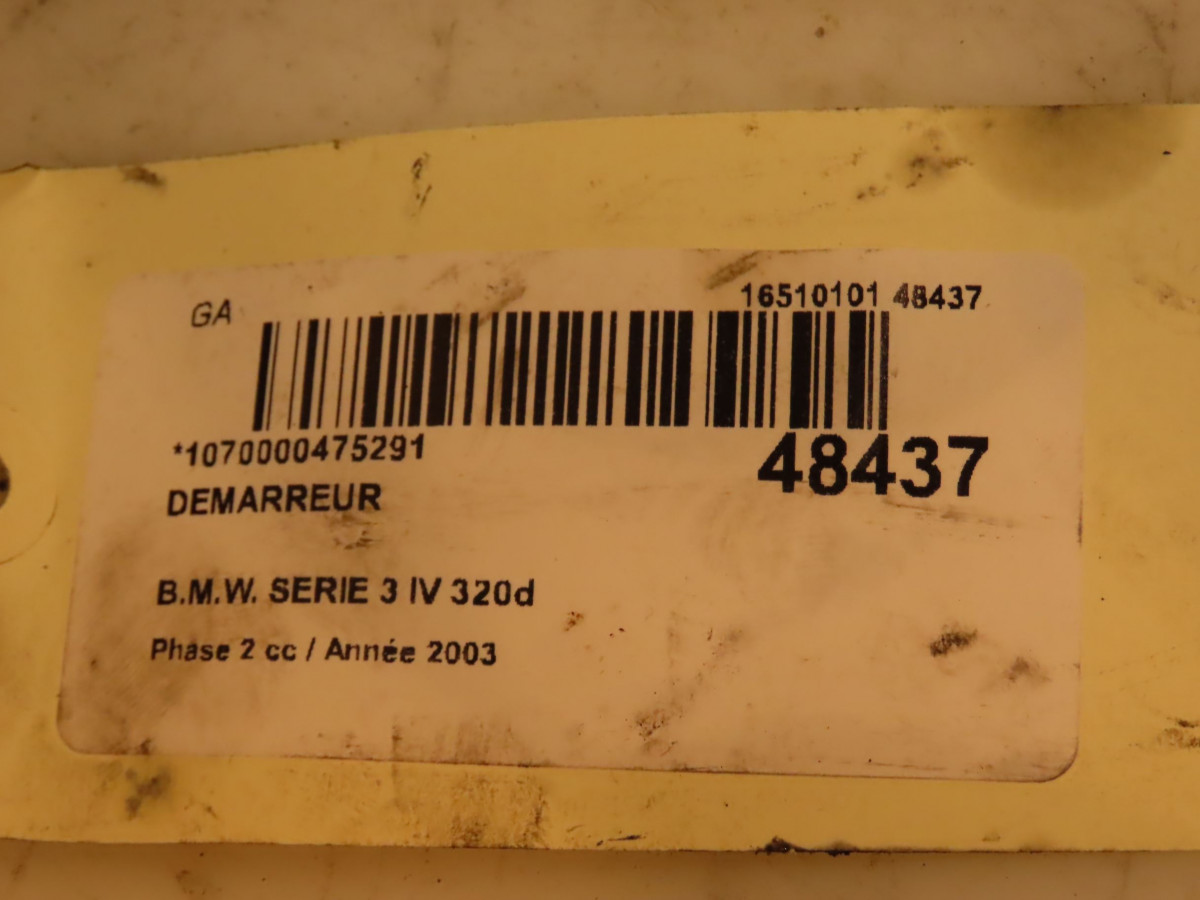 GA
16510101 48437
*1070000475291
48437
DEMARREUR
B.M.W. SERIE 3 IV 320d
Phase 2 cc / Année 2003